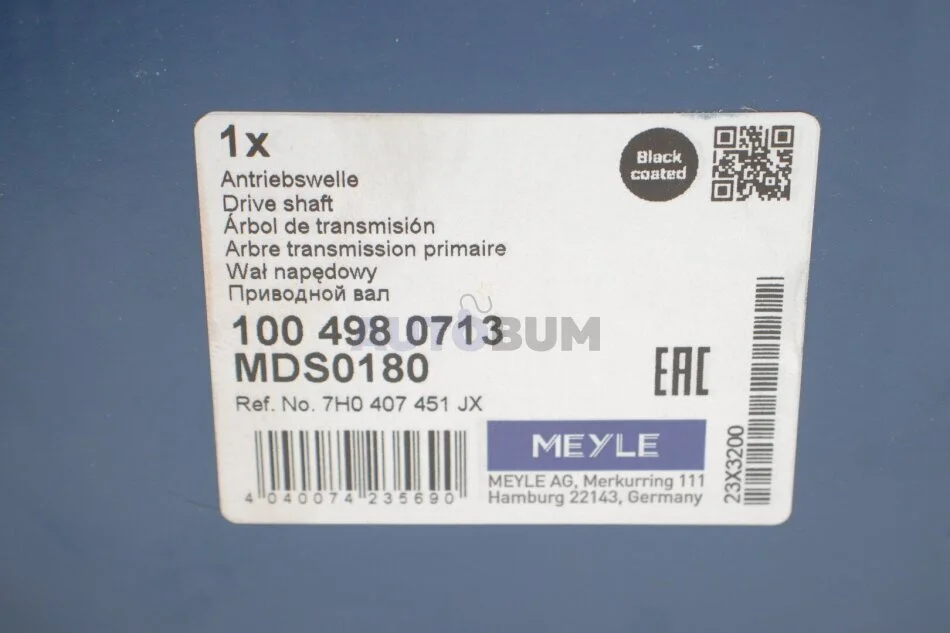 1x
Black
coated
Antriebswelle
Drive shaft
Árbol de transmisión
Arbre transmission primaire
Wał napędowy
Приводной вал
100 498 0713
AUTOBUM
MDS0180
EAC
Ref. No. 7H0 407 451 JX
MEYLE
MEYLE AG, Merkurring 111
Hamburg 22143, Germany
4 040074 235690
23X3200